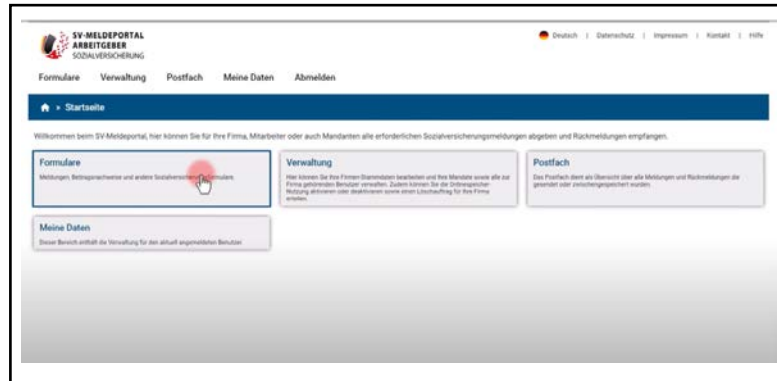 SV-MELDEPORTAL
ARBEITGEBER
SOZIALVERSICHERUNG
Deutsch | Datenschutz | Impressum | Kontakt | Hilfe
Formulare Verwaltung Postfach Meine Daten Abmelden
» Startseite
Willkommen beim SV-Meldeportal, hier können Sie für Ihre Firma, Mitarbeiter oder auch Mandanten alle erforderlichen Sozialversicherungsmeldungen abgeben und Rückmeldungen empfangen.
Formulare
Meldungen, Beitragsnachweise und andere
Verwaltung
Hier können Sie Ihre Firmen-Stammdaten bearbeiten und Ihre Mandate sowie alle zur
Firma gehörenden Benutzer verwalten. Zudem können Sie die Onlinespeicher-
Nutzung aktivieren oder deaktivieren sowie einen Löschauftrag für Ihre Firma
erteilen.
Postfach
Das Postfach dient als Übersicht über alle Meldungen und Rückmeldungen die
gesendet oder zwischengespeichert wurden.
Meine Daten
Dieser Bereich enthält die Verwaltung für den aktuell angemeldeten Benutzer